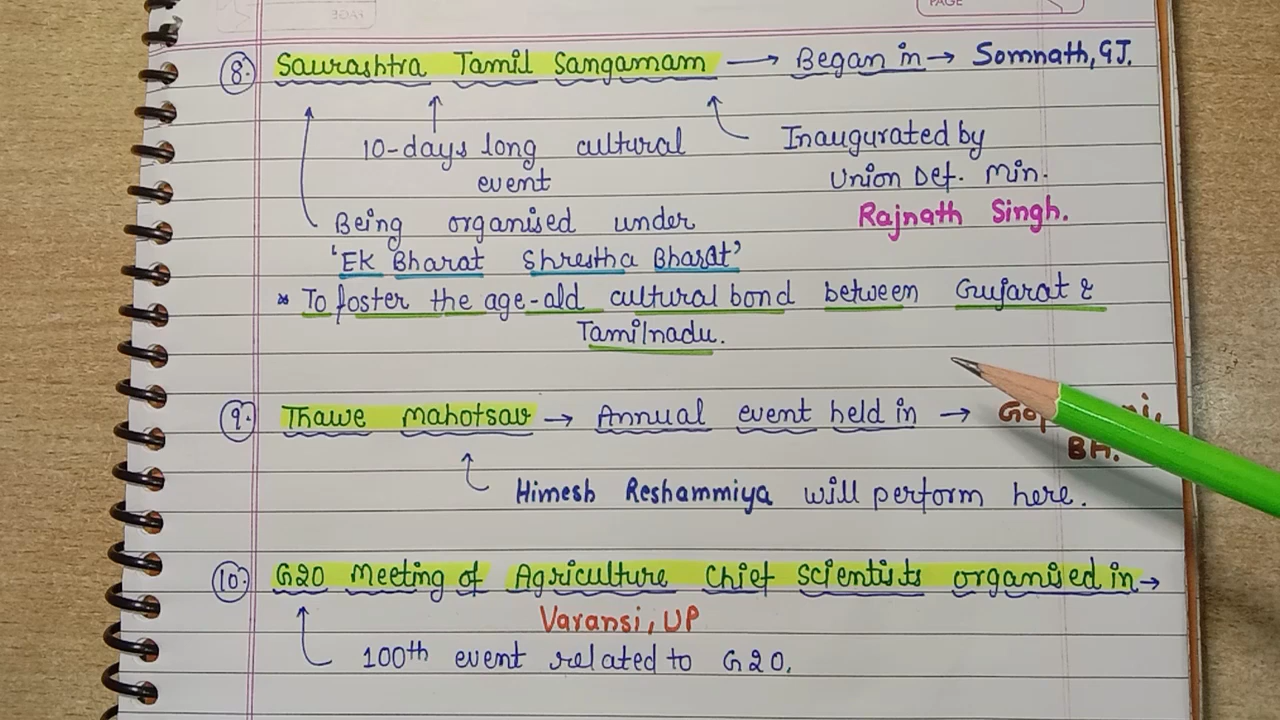 PAGE
8. Saurashtra Tamil Sangamam → Began in → Somnath, GJ.
10-days long cultural event
Inaugurated by
Union Def. Min.
Rajnath Singh.
Being organised under
'Ek Bharat Shrestha Bharat'
* To foster the age-old cultural bond between Gujarat &
Tamilnadu.
9. Thawe mahotsav → Annual event held in →
BH.
Himesh Reshammiya will perform here.
10. G20 Meeting of Agriculture Chief Scientists organised in →
Varansi, UP
100th event related to G20.